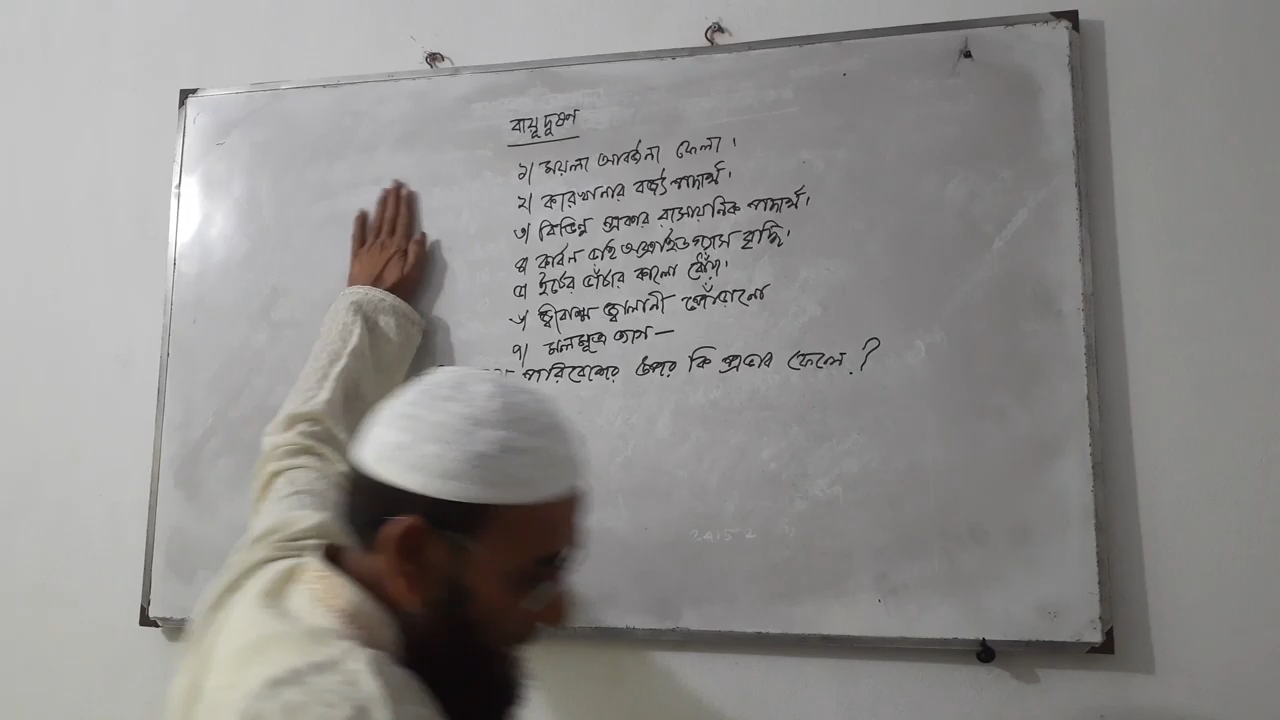 বায়ূ দূষণ
১/ ময়লা আবর্জনা ফেলা।
২/ কারখানার বর্জ্য পদার্থ।
৩/ বিভিন্ন প্রকার রাসায়নিক পদার্থ।
৪/ কার্বন ডাই অক্সাইড গ্যাস বৃদ্ধি।
৫/ ইটের ভাঁটার কালো ধোঁয়া।
৬/ জ্বীবাশ্ম জ্বালানী পোঁড়ানো
৭/ মলমূত্র ত্যাগ —
পরিবেশের উপর কি প্রভাব ফেলে?